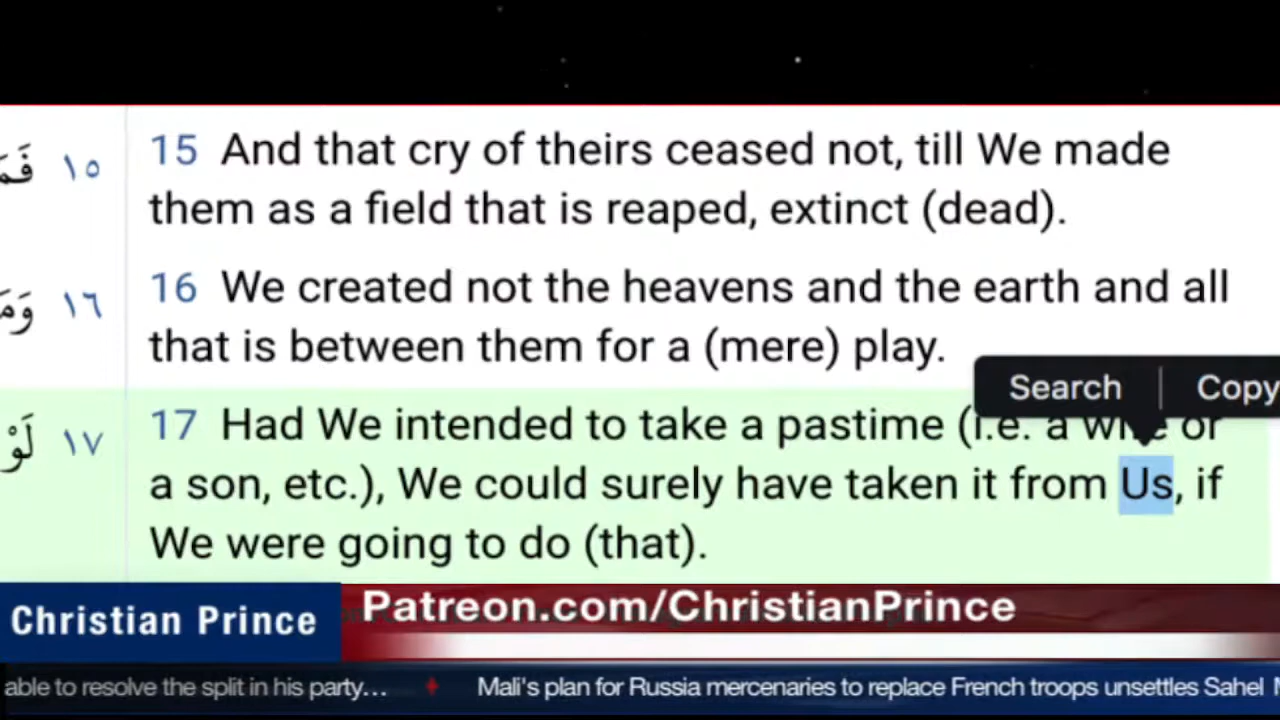 فَمَ ١٥ 15 And that cry of theirs ceased not, till We made
them as a field that is reaped, extinct (dead).
وَمَ ١٦ 16 We created not the heavens and the earth and all
that is between them for a (mere) play.
Search Copy
لَوْ ١٧ 17 Had We intended to take a pastime (i.e. a wife or
a son, etc.), We could surely have taken it from Us, if
We were going to do (that).
Christian Prince Patreon.com/ChristianPrince
able to resolve the split in his party... Mali's plan for Russia mercenaries to replace French troops unsettles Sahel